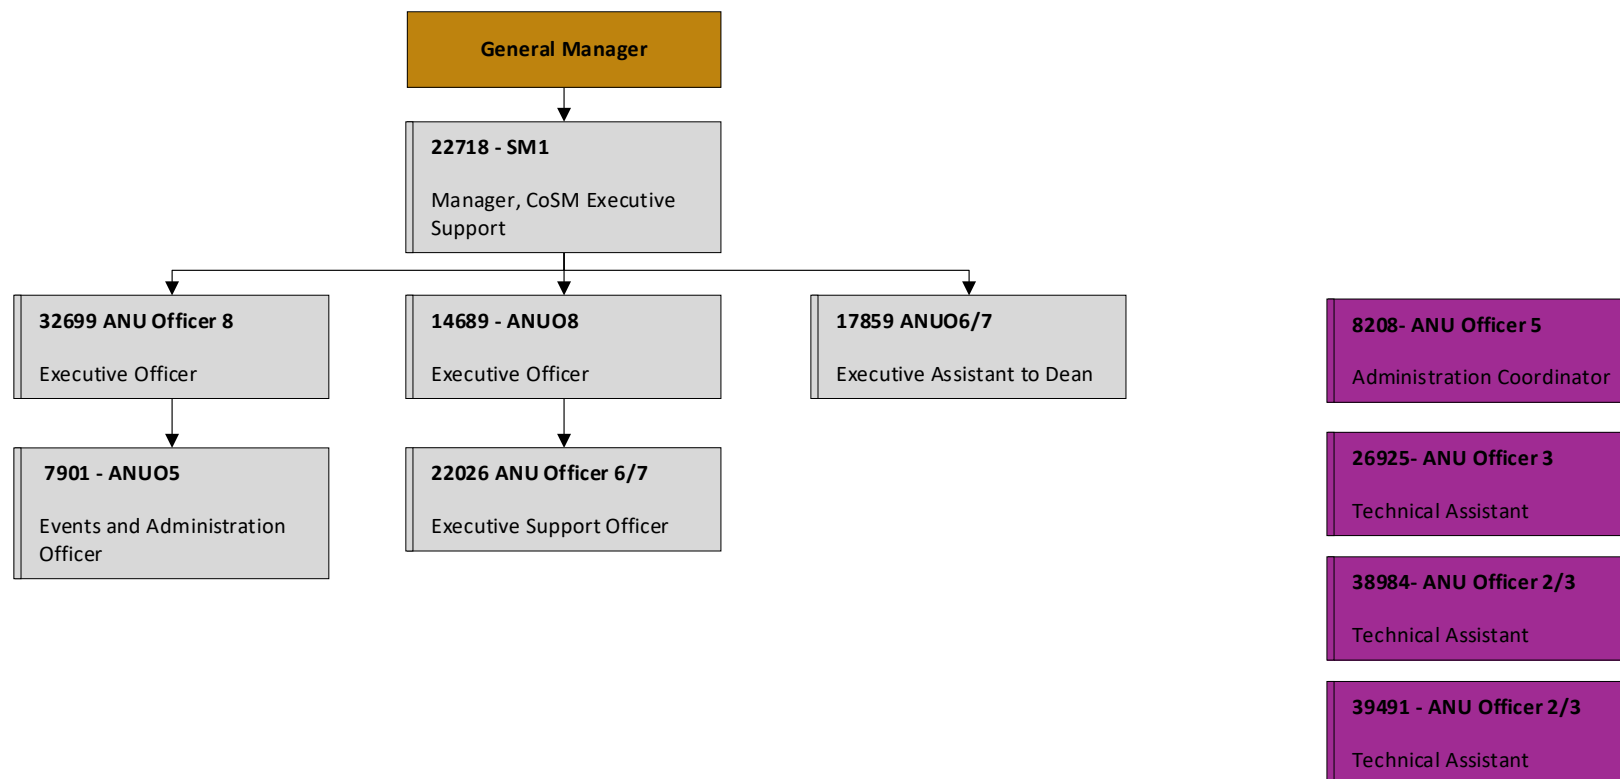 General Manager
22718 - SM1
Manager, CoSM Executive
Support
32699 ANU Officer 8
Executive Officer
14689 - ANUO8
Executive Officer
17859 ANUO6/7
Executive Assistant to Dean
8208- ANU Officer 5
Administration Coordinator
7901 - ANUO5
Events and Administration
Officer
22026 ANU Officer 6/7
Executive Support Officer
26925- ANU Officer 3
Technical Assistant
38984- ANU Officer 2/3
Technical Assistant
39491 - ANU Officer 2/3
Technical Assistant